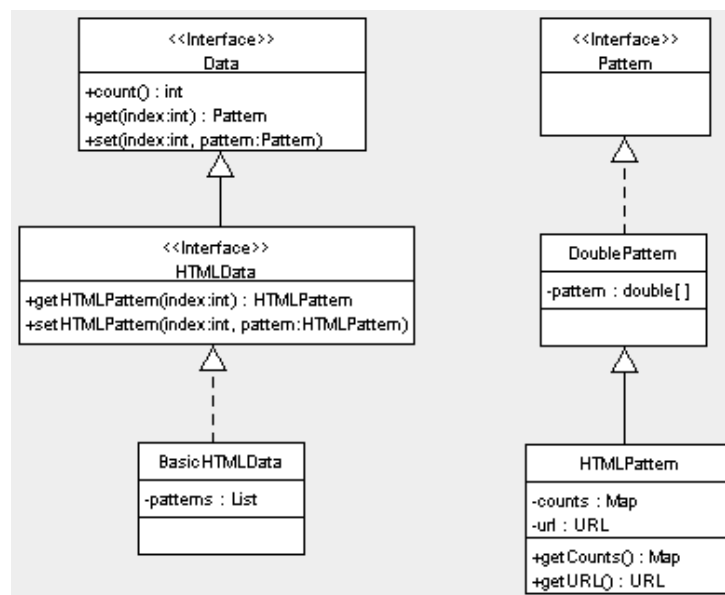 <<Interface>>
Data
+count() : int
+get(index:int) : Pattern
+set(index:int, pattern:Pattern)
<<Interface>>
HTMLData
+getHTMLPattern(index:int) : HTMLPattern
+setHTMLPattern(index:int, pattern:HTMLPattern)
BasicHTMLData
-patterns : List
<<Interface>>
Pattern
DoublePattern
-pattern : double[ ]
HTMLPattern
-counts : Map
-url : URL
+getCounts() : Map
+getURL() : URL